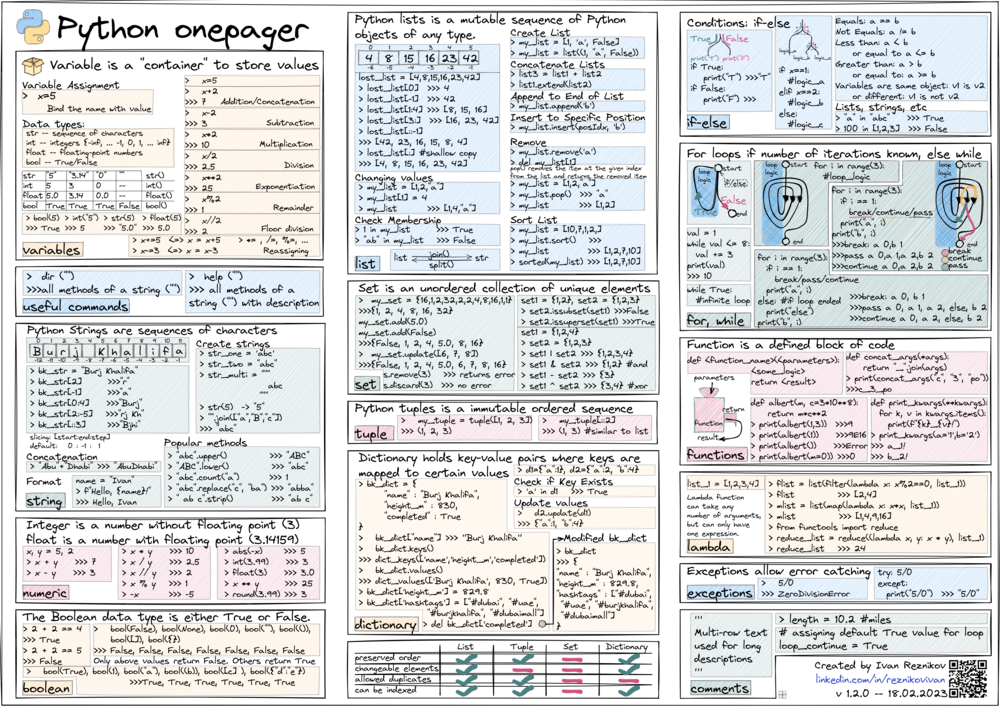 Python onepager
Variable is a "container" to store values
Variable Assignment
> x=5
Bind the name with value
Data types:
str -- sequence of characters
int -- integers {-inf, ... -1, 0, 1, ... inf}
float -- floating-point numbers
bool -- True/False
str "5" "3.14" "0" "" str()
int 5 3 0 -- int()
float 5.0 3.14 0.0 -- float()
bool True True True False bool()
> bool(5) > int("5") > str(5) > float(5)
>>> True >>> 5 >>> "5.0" >>> 5.0
> x=5
> x+2
>>> 7 Addition/Concatenation
> x-2
>>> 3 Subtraction
> x*2
>>> 10 Multiplication
> x/2
>>> 2.5 Division
> x**2
>>> 25 Exponentiation
> x%2
>>> 1 Remainder
> x//2
>>> 2 Floor division
> x+=5 <=> x = x+5 > += , /=, %=, ...
> x=3 <=> x = x-3 Reassigning
variables
> dir ("")
>>>all methods of a string ("")
> help ("")
>>> all methods of a
string ("") with description
useful commands
Python Strings are sequences of characters
0 1 2 3 4 5 6 7 8 9 10 11
B u r j K h a l i f a
-12 -11 -10 -9 -8 -7 -6 -5 -4 -3 -2 -1
> bk_str = "Burj Khalifa"
> bk_str[2] >>>"r"
> bk_str[-1] >>>"a"
> bk_str[0:4] >>>"Burj"
> bk_str[2:-5] >>>"rj Kh"
> bk_str[::3] >>>"Bjhi"
slicing: [start:end:step]
default: 0 : -1 : 1
Concatenation
> "Abu + Dhabi" >>> "AbuDhabi"
Format
name = "Ivan"
> f"Hello, {name}!"
>>> Hello, Ivan
Create strings
> str_one = 'abc'
> str_two = "abc"
> str_multi = """
abc
"""
> str(5) -> "5"
> "".join(["a","B","c"])
>>> abc
Popular methods
> "abc".upper() >>> "ABC"
> "ABC".lower() >>> "abc"
> "abc".count("a") >>> 1
> "abc".replace('c', "ba") >>> "abba"
> "ab c".strip() >>> "ab c"
string
Integer is a number without floating point (3)
float is a number with floating point (3.14159)
x, y = 5, 2
> x + y >>> 7
> x - y >>> 3
> x * y >>> 10
> x / y >>> 2.5
> x // y >>> 2
> x % y >>> 1
> -x >>> -5
> abs(-x) >>> 5
> int(3.99) >>> 3
> float(3) >>> 3.0
> x ** y >>> 25
> round(3.99) >>> 3
numeric
The Boolean data type is either True or False.
> 2 + 2 == 4
>>> True
> 2 + 2 == 5
>>> False
> bool(False), bool(None), bool(0), bool(""), bool(()),
bool([]), bool({})
>>> False, False, False, False, False, False, False
Only above values return False. Others return True
> bool(True), bool(1), bool("a"), bool((b)), bool([c] ), bool({"d":"e"})
>>>True, True, True, True, True, True
boolean
Python lists is a mutable sequence of Python
objects of any type.
0 1 2 3 4 5
4 8 15 16 23 42
-6 -5 -4 -3 -2 -1
lost_list = [4,8,15,16,23,42]
> lost_list[0] >>> 4
> lost_list[-1] >>> 42
> lost_list[1:4] >>> [8, 15, 16]
> lost_list[3:] >>> [16, 23, 42]
> lost_list[::-1]
>>> [42, 23, 16, 15, 8, 4]
> lost_list[:] #shallow copy
>>> [4, 8, 15, 16, 23, 42]
Changing values
> my_list = [1,2,"a"]
> my_list[1] = 4
> my_list >>> [1,4,"a"]
Check Membership
> 1 in my_list >>> True
> "ab" in my_list >>> False
list join() str
split()
Create List
> my_list = [1, 'a', False]
> my_list = list((1, "a", False))
Concatenate Lists
> list3 = list1 + list2
> list1.extend(list2)
Append to End of List
> my_list.append('b')
Insert to Specific Position
> my_list.insert(posIdx, 'b')
Remove
> my_list.remove('a')
> del my_list[1]
pop() removes the item at the given index
from the list and returns the removed item
> my_list = [1,2,"a"]
> my_list.pop() >>> "a"
> my_list >>> [1,2]
Sort List
> my_list = [10,7,1,2]
> my_list.sort() >>>
> my_list >>> [1,2,7,10]
> sorted(my_list) >>> [1,2,7,10]
list
Set is an unordered collection of unique elements
> my_set = {16,1,2,32,2,2,4,8,16,1,1}
>>>{1, 2, 4, 8, 16, 32}
my_set.add(5.0)
my_set.add(False)
>>>{False, 1, 2, 4, 5.0, 8, 16}
> my_set.update([6, 7, 8])
>>>{False, 1, 2, 4, 5.0, 6, 7, 8, 16}
s.remove(3) >>> returns error
s.discard(3) >>> no error
set1 = {1,2}, set2 = {1,2,3}
set2.issubset(set1) >>>False
set2.issuperset(set1) >>>True
set1 = {1,2,4}
set2 = {1,2,3}
set1 | set2 >>> {1,2,3,4}
set1 & set2 >>> {1,2} #and
set1 - set2 >>> {3}
set1 ^ set2 >>> {3,4} #xor
set
Python tuples is a immutable ordered sequence
> my_tuple = tuple([1, 2, 3])
>>> (1, 2, 3)
> my_tuple[::2]
>>> (1, 3) #similar to list
tuple
Dictionary holds key-value pairs where keys are
mapped to certain values
> bk_dict = {
"name" : "Burj Khalifa",
"height_m" : 830,
"completed" : True
}
> bk_dict["name"] >>> "Burj Khalifa"
> bk_dict.keys()
> dict_keys(['name','height_m','completed'])
> bk_dict.values()
> dict_values(['Burj Khalifa', 830, True])
> bk_dict['height_m'] = 829.8
> bk_dict['hashtags'] = ["#dubai", "#uae",
"#burjkhalifa", "#dubaimall"]
> del bk_dict['completed']
> d1={"a":1}, d2={"a":2, "b":4}
Check if Key Exists
> 'a' in d1 >>> True
Update values
> d2.update(d1)
>>> {"a":1, "b":4}
Modified bk_dict
> bk_dict
>>> {
"name" : "Burj Khalifa",
"height_m" : 829.8,
"hashtags" : ["#dubai",
"#uae", "#burjkhalifa",
"#dubaimall"]
}
dictionary
List Tuple Set Dictionary
preserved order
changeable elements
allowed duplicates
can be indexed
Conditions: if-else
True False
if True:
print("T") >>>"T"
if False:
print("F") >>>
logic_a
logic_b
logic_c
if x==1:
#logic_a
elif x==2:
#logic_b
else:
#logic_c
Equals: a == b
Not Equals: a != b
Less than: a < b
or equal to a <= b
Greater than: a > b
or equal to: a >= b
Variables are same object: v1 is v2
or different: v1 is not v2
Lists, strings, etc
> "a" in "abc" >>> True
> 100 in [1,2,3] >>> False
if-else
For loops if number of iterations known, else while
start
loop
logic
if/else
True
False
end
val = 1
while val <= 8:
val += 3
print(val)
>>> 10
while True:
#infinite loop
start
loop
logic
end
for i in range(3):
#loop_logic
for i in range(3):
if i == 1:
break/continue/pass
print("a", i)
print("b", i)
>>>break: a 0,b 1
>>>pass a 0,a 1,a 2,b 2
>>>continue a 0,a 2,b 2
start
loop
logic
end
break
continue
pass
for i in range(3):
if i == 1:
break/pass/continue
print("a", i)
else: #if loop ended
print("else")
print("b", i)
>>>break: a 0, b 1
>>>pass a 0, a 1, a 2, else, b 2
>>>continue a 0, a 2, else, b 2
for, while
Function is a defined block of code
def <function_name>(<parameters>):
<some_logic>
return <result>
parameters
function
return
result
def albert(m, c=3*10**8):
return m*c**2
> print(albert(1,3)) >>>9
> print(albert(1)) >>>9E16
> print(albert()) >>>Error
> print(albert(m=0)) >>>0
def concat_args(*args):
return "_".join(args)
> print(concat_args("c", "3", "po"))
>>>c_3_po
def print_kwargs(**kwargs):
for k, v in kwargs.items():
print(f"{k}_{v}!")
> print_kwargs(a='1',b='2')
>>> a_1!
>>> b_2!
functions
list_1 = [1,2,3,4]
Lambda function
can take any
number of arguments,
but can only have
one expression.
> flist = list(filter(lambda x: x%2==0, list_1))
> flist >>> [2,4]
> mlist = list(map(lambda x: x*x, list_1))
> mlist >>> [1,4,9,16]
> from functools import reduce
> reduce_list = reduce(lambda x, y: x * y, list_1)
> reduce_list >>> 24
lambda
Exceptions allow error catching
> 5/0
>>> ZeroDivisionError
try: 5/0
except:
print("5/0") >>> "5/0"
exceptions
'''
Multi-row text
used for long
descriptions
'''
> length = 10.2 #miles
# assigning default True value for loop
loop_continue = True
comments
Created by Ivan Reznikov
linkedin.com/in/reznikovivan
v 1.2.0 -- 18.02.2023